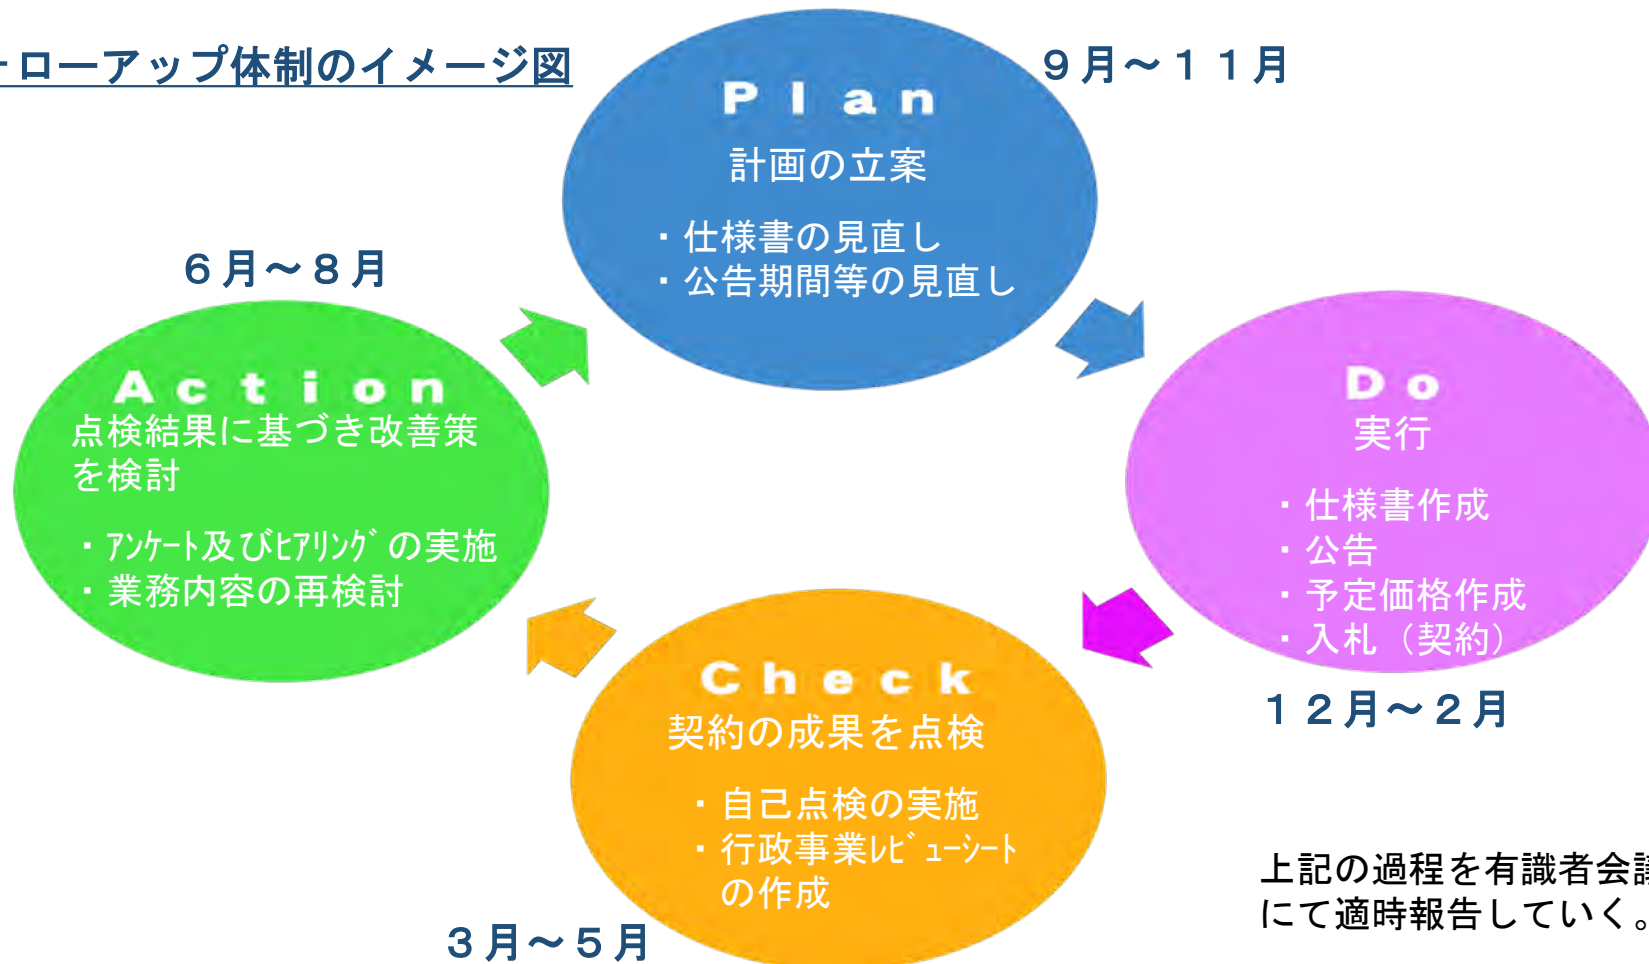 ォローアップ体制のイメージ図
９月～１１月
Ｐｌａｎ
計画の立案
・仕様書の見直し
・公告期間等の見直し
６月～８月
Ａｃｔｉｏｎ
点検結果に基づき改善策
を検討
・ｱﾝｹｰﾄ及びﾋｱﾘﾝｸﾞの実施
・業務内容の再検討
Ｄｏ
実行
・仕様書作成
・公告
・予定価格作成
・入札（契約）
１２月～２月
Ｃｈｅｃｋ
契約の成果を点検
・自己点検の実施
・行政事業ﾚﾋﾞｭｰｼｰﾄ
の作成
３月～５月
上記の過程を有識者会議
にて適時報告していく。